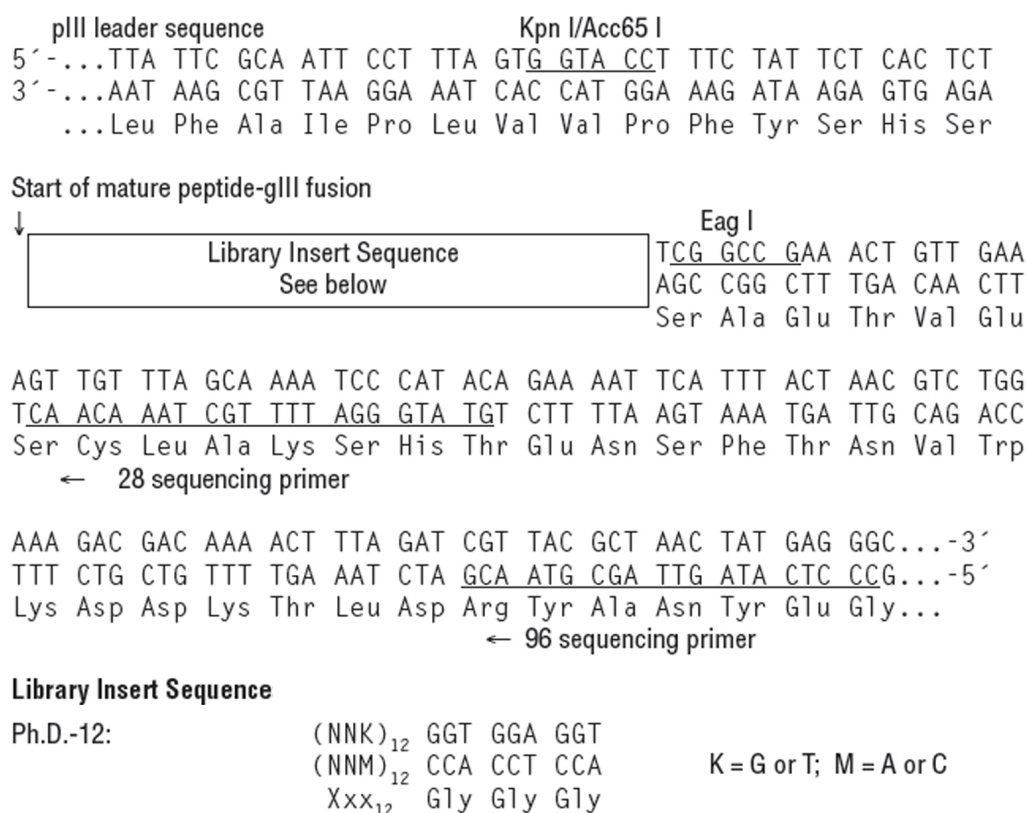 pIII leader sequence Kpn I/Acc65 I
5´-...TTA TTC GCA ATT CCT TTA GTG GTA CCT TTC TAT TCT CAC TCT
3´-...AAT AAG CGT TAA GGA AAT CAC CAT GGA AAG ATA AGA GTG AGA
...Leu Phe Ala Ile Pro Leu Val Val Pro Phe Tyr Ser His Ser
Start of mature peptide-gIII fusion
↓
Eag I
Library Insert Sequence TCG GCC GAA ACT GTT GAA
See below AGC CGG CTT TGA CAA CTT
Ser Ala Glu Thr Val Glu
AGT TGT TTA GCA AAA TCC CAT ACA GAA AAT TCA TTT ACT AAC GTC TGG
TCA ACA AAT CGT TTT AGG GTA TGT CTT TTA AGT AAA TGA TTG CAG ACC
Ser Cys Leu Ala Lys Ser His Thr Glu Asn Ser Phe Thr Asn Val Trp
← 28 sequencing primer
AAA GAC GAC AAA ACT TTA GAT CGT TAC GCT AAC TAT GAG GGC...-3´
TTT CTG CTG TTT TGA AAT CTA GCA ATG CGA TTG ATA CTC CCG...-5´
Lys Asp Asp Lys Thr Leu Asp Arg Tyr Ala Asn Tyr Glu Gly...
← 96 sequencing primer
Library Insert Sequence
Ph.D.-12: (NNK)12 GGT GGA GGT
(NNM)12 CCA CCT CCA K = G or T; M = A or C
Xxx12 Gly Gly Gly